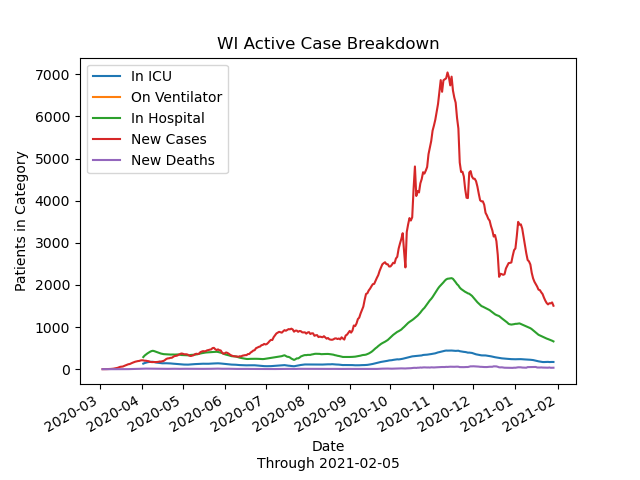 WI Active Case Breakdown
In ICU
On Ventilator
In Hospital
New Cases
New Deaths
Patients in Category
7000
6000
5000
4000
3000
2000
1000
0
2020-03
2020-04
2020-05
2020-06
2020-07
2020-08
2020-09
2020-10
2020-11
2020-12
2021-01
2021-02
Date
Through 2021-02-05